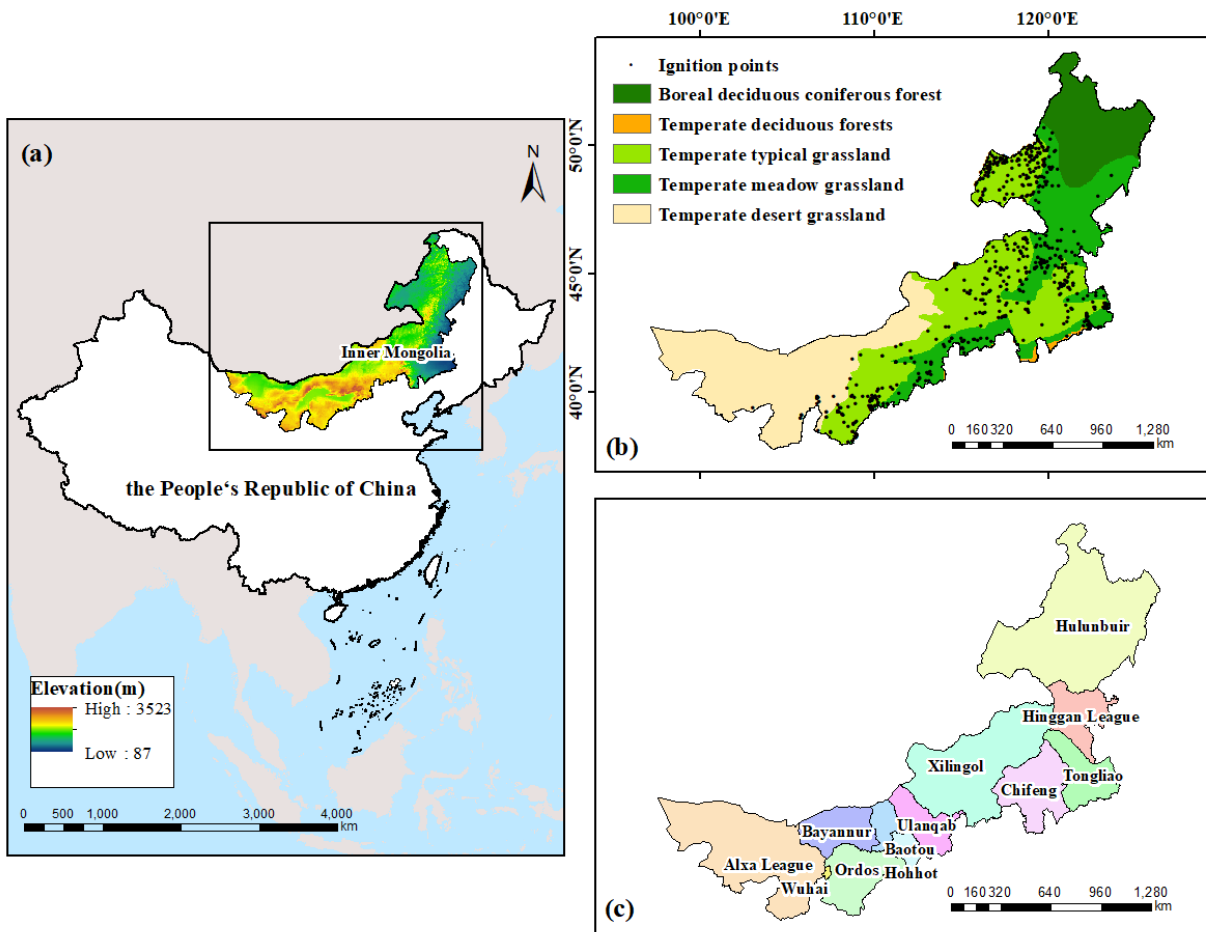 (a)
N
Inner Mongolia
the People‘s Republic of China
Elevation(m)
High : 3523
Low : 87
0 500 1,000 2,000 3,000 4,000
km
100°0'E 110°0'E 120°0'E
50°0'N
45°0'N
40°0'N
Ignition points
Boreal deciduous coniferous forest
Temperate deciduous forests
Temperate typical grassland
Temperate meadow grassland
Temperate desert grassland
0 160 320 640 960 1,280
km
(b)
Hulunbuir
Hinggan League
Xilingol
Tongliao
Chifeng
Ulanqab
Bayannur
Baotou
Alxa League
Ordos
Hohhot
Wuhai
0 160 320 640 960 1,280
km
(c)